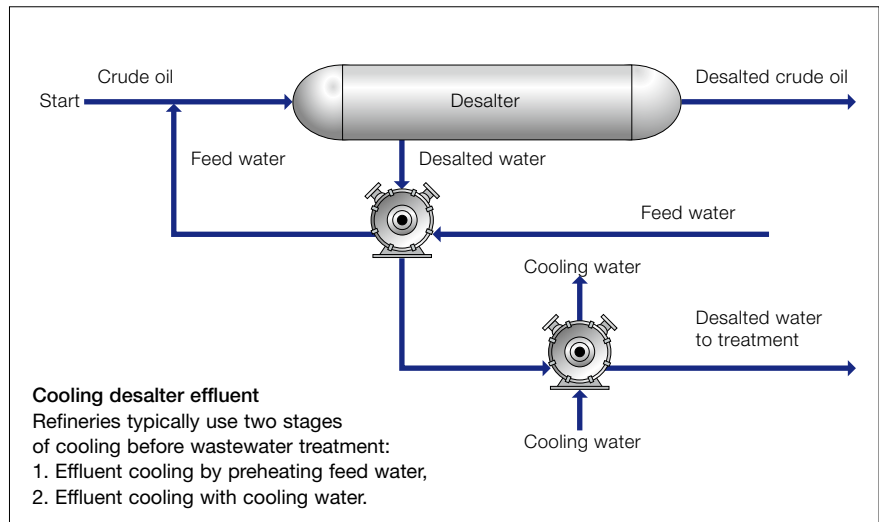 Crude oil
Desalted crude oil
Start
Desalter
Feed water
Desalted water
Feed water
Cooling water
Desalted water
to treatment
Cooling desalter effluent
Refineries typically use two stages
of cooling before wastewater treatment:
1. Effluent cooling by preheating feed water,
2. Effluent cooling with cooling water.
Cooling water